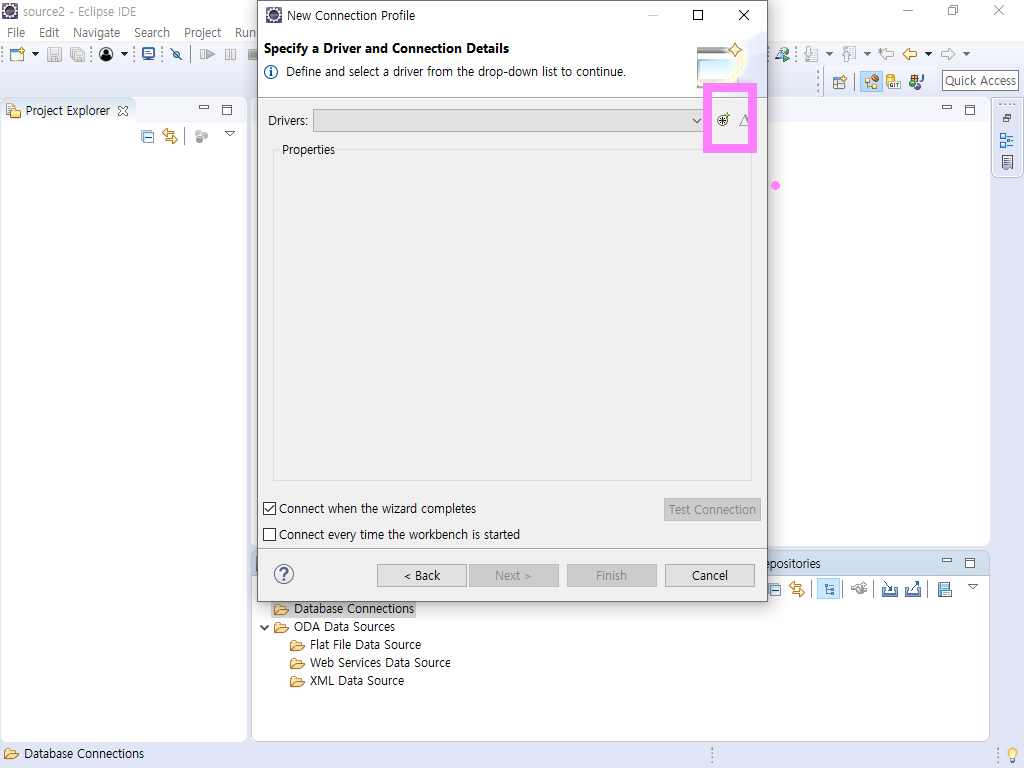 source2 - Eclipse IDE
File Edit Navigate Search Project Run
Quick Access
Project Explorer
New Connection Profile
Specify a Driver and Connection Details
Define and select a driver from the drop-down list to continue.
Drivers:
Properties
Connect when the wizard completes
Test Connection
Connect every time the workbench is started
< Back
Next >
Finish
Cancel
epositories
Database Connections
ODA Data Sources
Flat File Data Source
Web Services Data Source
XML Data Source
Database Connections